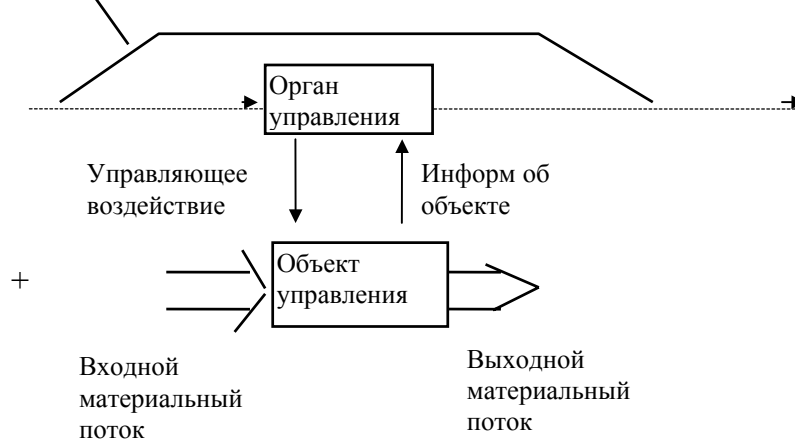 Орган
управления
Управляющее
воздействие
Информ об
объекте
+
Объект
управления
Входной
материальный
поток
Выходной
материальный
поток